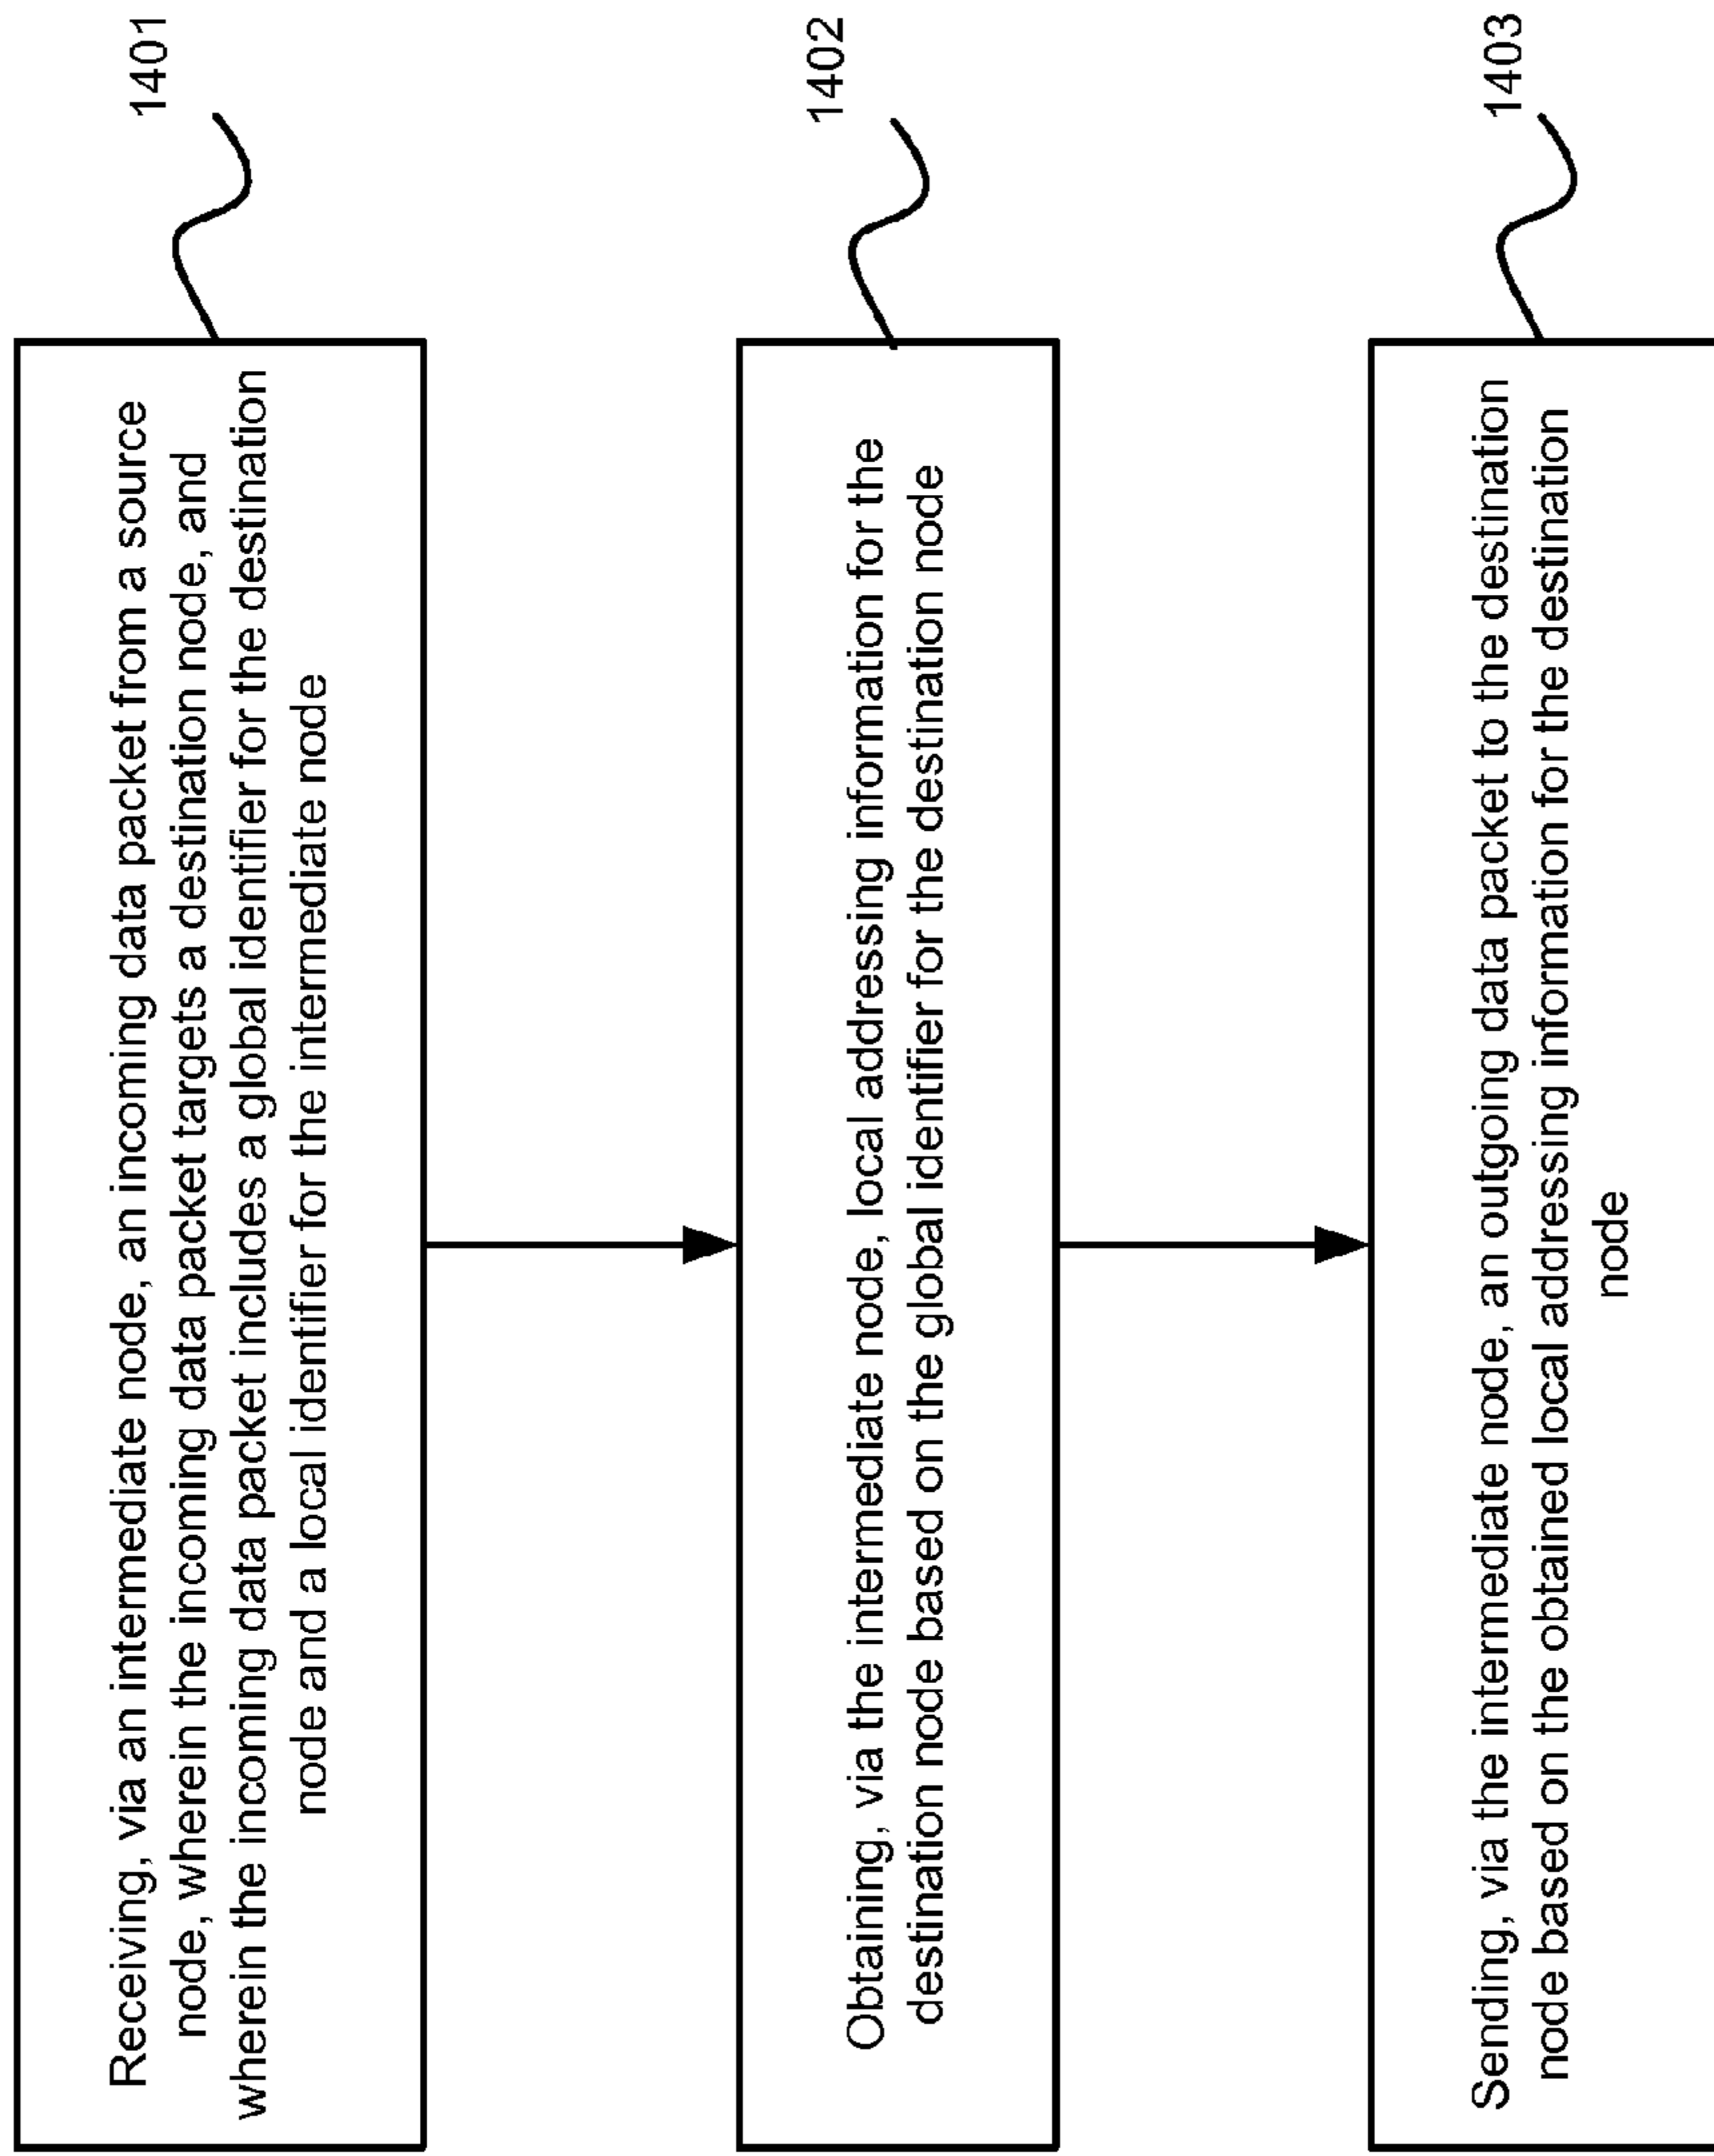 Receiving, via an intermediate node, an incoming data packet from a source
node, wherein the incoming data packet targets a destination node, and
wherein the incoming data packet includes a global identifier for the destination
node and a local identifier for the intermediate node
1401
Obtaining, via the intermediate node, local addressing information for the
destination node based on the global identifier for the destination node
1402
Sending, via the intermediate node, an outgoing data packet to the destination
node based on the obtained local addressing information for the destination
node
1403